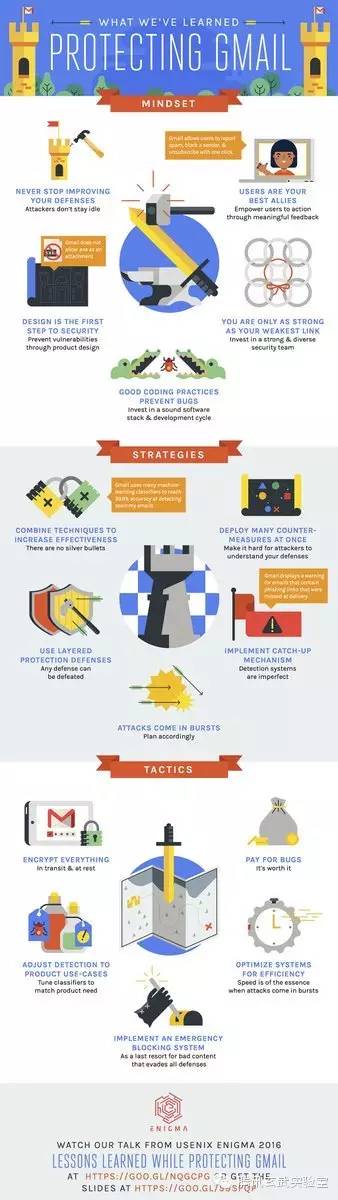 WHAT WE'VE LEARNED
PROTECTING GMAIL
MINDSET
NEVER STOP IMPROVING
YOUR DEFENSES
Attackers don't stay idle
Gmail allows users to report
spam, block a sender, &
unsubscribe with one click.
USERS ARE YOUR
BEST ALLIES
Empower users to action
through meaningful feedback
Gmail does not
allow .exe as an
attachment
DESIGN IS THE FIRST
STEP TO SECURITY
Prevent vulnerabilities
through product design
YOU ARE ONLY AS STRONG
AS YOUR WEAKEST LINK
Invest in a strong & diverse
security team
GOOD CODING PRACTICES
PREVENT BUGS
Invest in a sound software
stack & development cycle
STRATEGIES
Gmail uses many machine-
learning classifiers to reach
99.9% accuracy at detecting
spammy emails
COMBINE TECHNIQUES TO
INCREASE EFFECTIVENESS
There are no silver bullets
DEPLOY MANY COUNTER-
MEASURES AT ONCE
Make it hard for attackers to
understand your defenses
Gmail displays a warning
for emails that contain
phishing links that were
missed at delivery
USE LAYERED
PROTECTION DEFENSES
Any defense can
be defeated
IMPLEMENT CATCH-UP
MECHANISM
Detection systems
are imperfect
ATTACKS COME IN BURSTS
Plan accordingly
TACTICS
ENCRYPT EVERYTHING
In transit & at rest
PAY FOR BUGS
It's worth it
ADJUST DETECTION TO
PRODUCT USE-CASES
Tune classifiers to
match product need
OPTIMIZE SYSTEMS
FOR EFFICIENCY
Speed is of the essence
when attacks come in bursts
IMPLEMENT AN EMERGENCY
BLOCKING SYSTEM
As a last resort for bad content
that evades all defenses
ENIGMA
WATCH OUR TALK FROM USENIX ENIGMA 2016
LESSONS LEARNED WHILE PROTECTING GMAIL
AT HTTPS://GOO.GL/NQGCPG TO GET THE
SLIDES AT HTTPS://GOO.GL/
玄武实验室